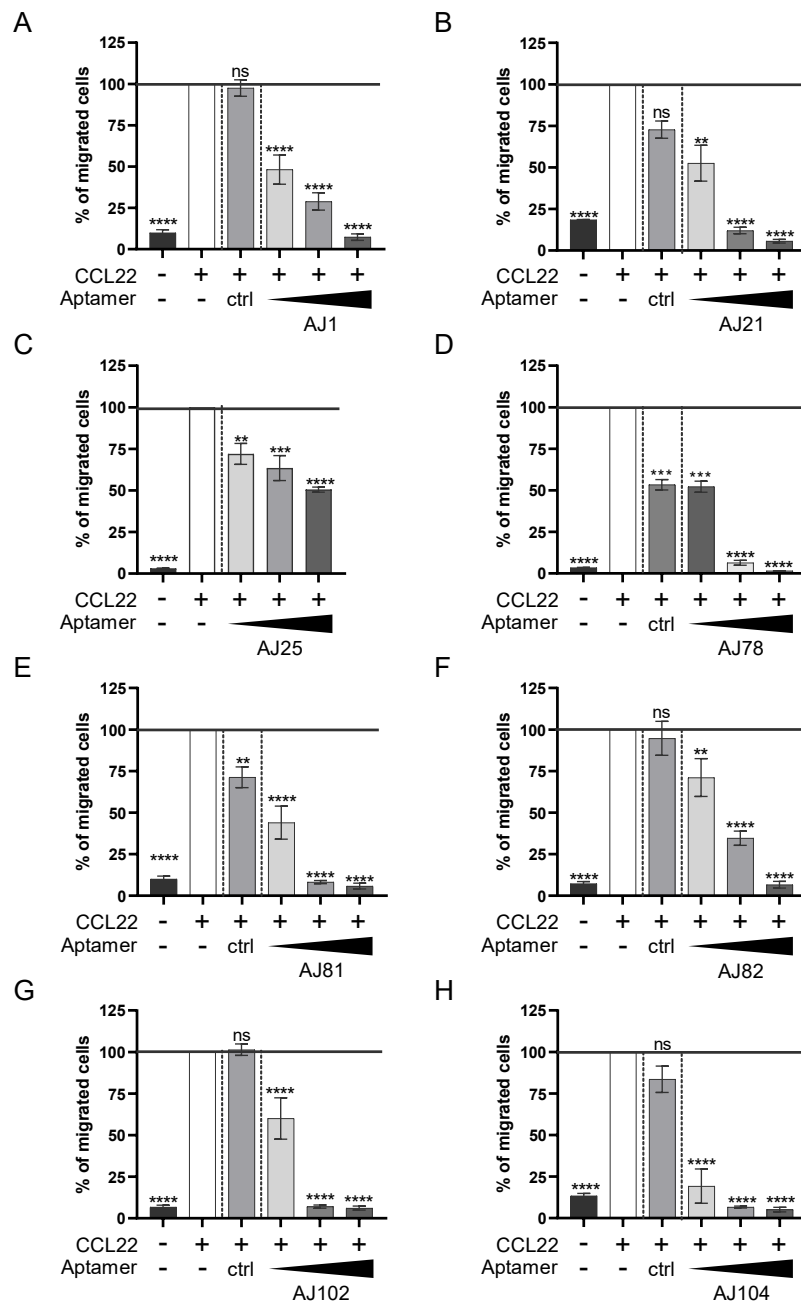 A
% of migrated cells
125
100
75
50
25
0
****
ns
****
****
****
CCL22 - + + + + +
Aptamer - - ctrl
AJ1
B
% of migrated cells
125
100
75
50
25
0
****
ns
**
****
****
CCL22 - + + + + +
Aptamer - - ctrl
AJ21
C
% of migrated cells
125
100
75
50
25
0
****
**
***
****
CCL22 - + + + +
Aptamer - -
AJ25
D
% of migrated cells
125
100
75
50
25
0
****
***
***
****
****
CCL22 - + + + + +
Aptamer - - ctrl
AJ78
E
% of migrated cells
125
100
75
50
25
0
****
**
****
****
****
CCL22 - + + + + +
Aptamer - - ctrl
AJ81
F
% of migrated cells
125
100
75
50
25
0
****
ns
**
****
****
CCL22 - + + + + +
Aptamer - - ctrl
AJ82
G
% of migrated cells
125
100
75
50
25
0
****
ns
****
****
****
CCL22 - + + + + +
Aptamer - - ctrl
AJ102
H
% of migrated cells
125
100
75
50
25
0
****
ns
****
****
****
CCL22 - + + + + +
Aptamer - - ctrl
AJ104